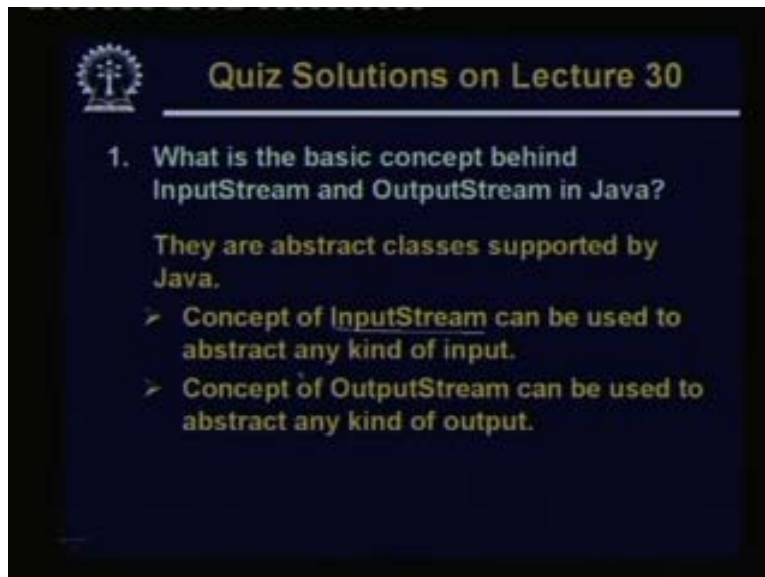 Quiz Solutions on Lecture 30
1. What is the basic concept behind
InputStream and OutputStream in Java?
They are abstract classes supported by
Java.
➢ Concept of InputStream can be used to
abstract any kind of input.
➢ Concept of OutputStream can be used to
abstract any kind of output.